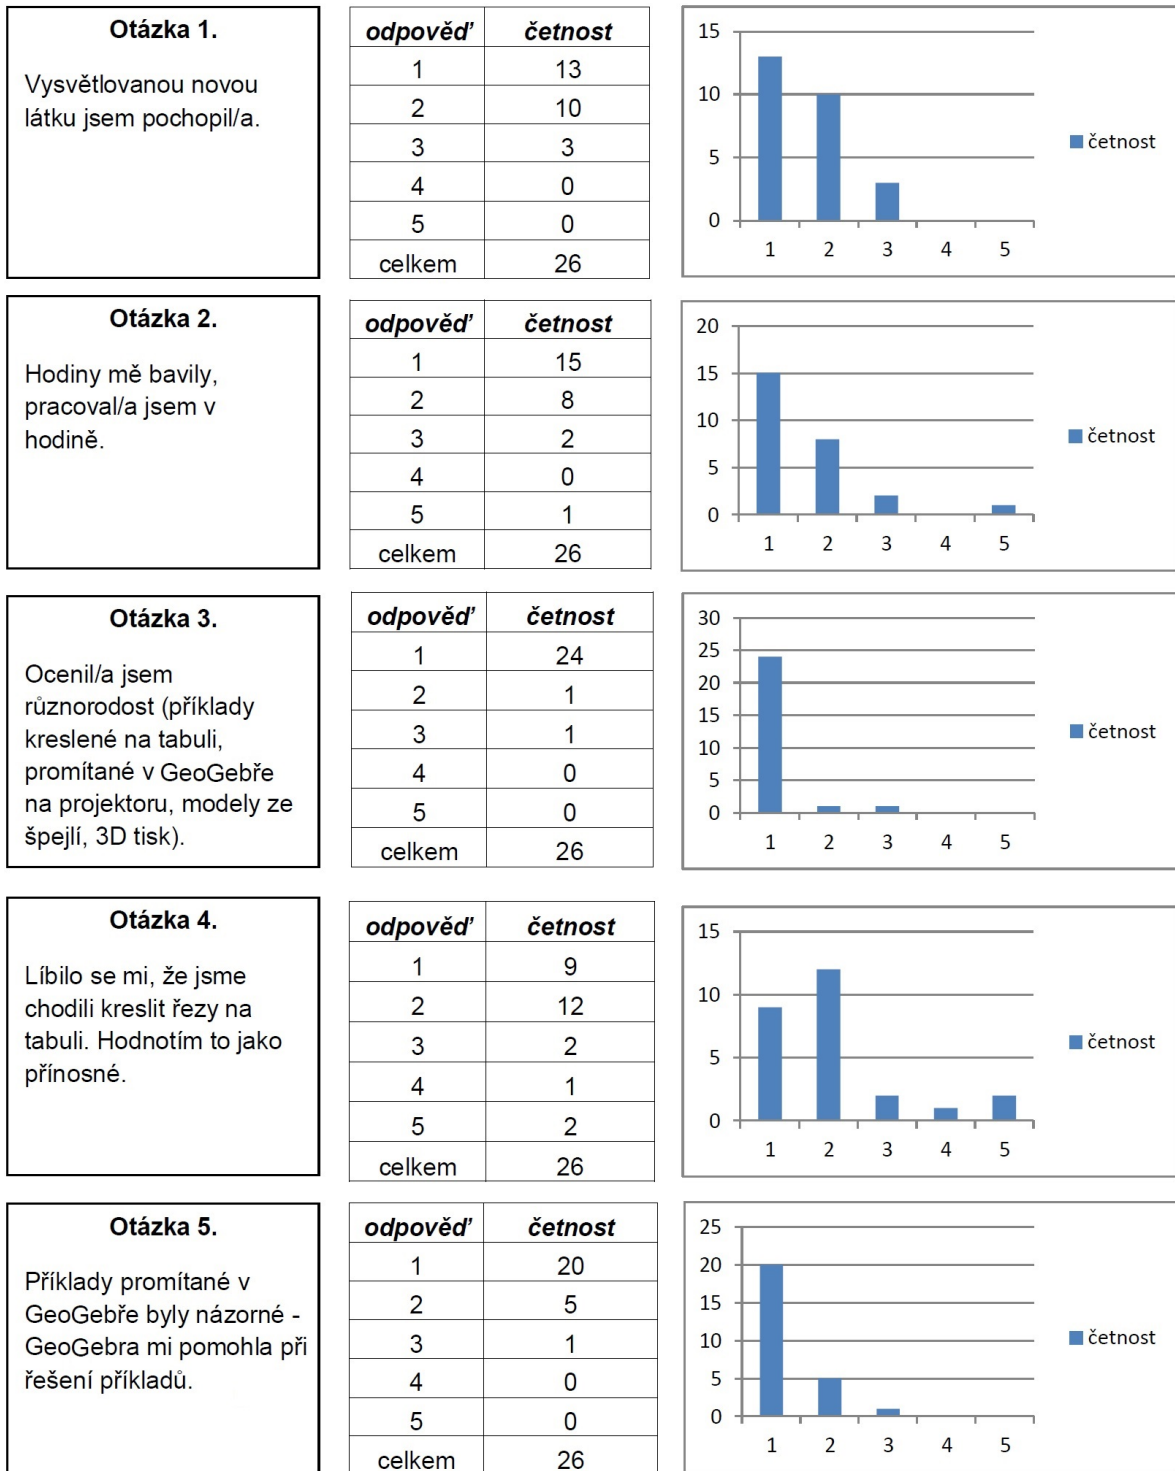 Otázka 1.
Vysvětlovanou novou
látku jsem pochopil/a.
odpověď četnost
1 13
2 10
3 3
4 0
5 0
celkem 26
15
10
5
0
1 2 3 4 5
četnost
Otázka 2.
Hodiny mě bavily,
pracoval/a jsem v
hodině.
odpověď četnost
1 15
2 8
3 2
4 0
5 1
celkem 26
20
15
10
5
0
1 2 3 4 5
četnost
Otázka 3.
Ocenil/a jsem
různorodost (příklady
kreslené na tabuli,
promítané v GeoGebře
na projektoru, modely ze
špejlí, 3D tisk).
odpověď četnost
1 24
2 1
3 1
4 0
5 0
celkem 26
30
25
20
15
10
5
0
1 2 3 4 5
četnost
Otázka 4.
Líbilo se mi, že jsme
chodili kreslit řezy na
tabuli. Hodnotím to jako
přínosné.
odpověď četnost
1 9
2 12
3 2
4 1
5 2
celkem 26
15
10
5
0
1 2 3 4 5
četnost
Otázka 5.
Příklady promítané v
GeoGebře byly názorné -
GeoGebra mi pomohla při
řešení příkladů.
odpověď četnost
1 20
2 5
3 1
4 0
5 0
celkem 26
25
20
15
10
5
0
1 2 3 4 5
četnost